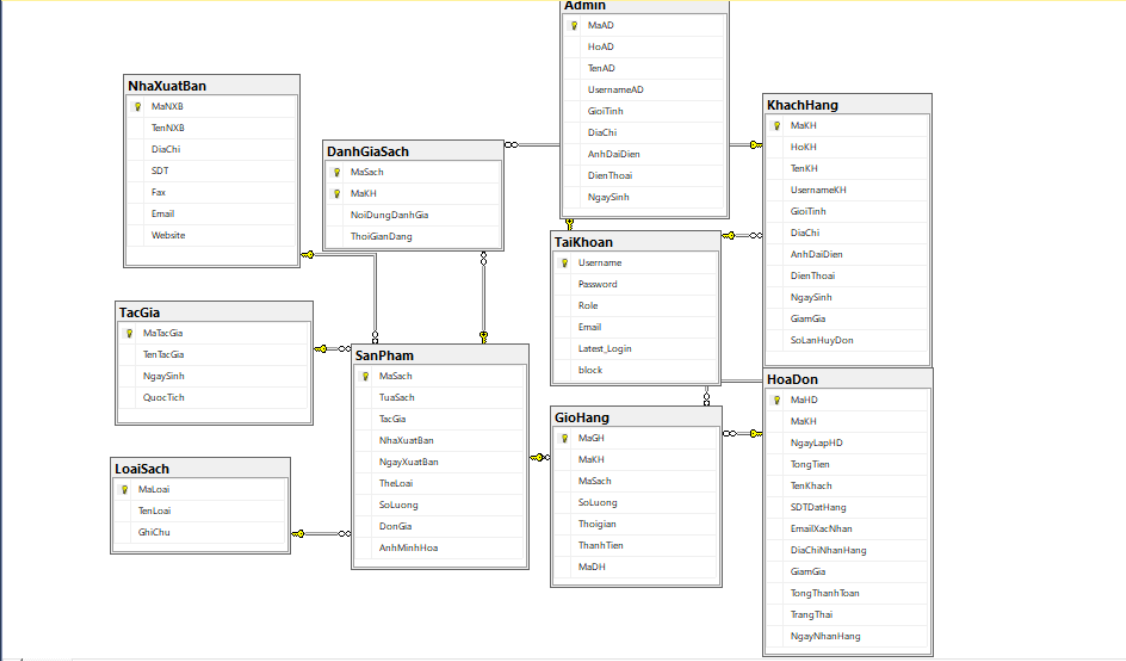 Admin
MaAD
HoAD
TenAD
UsernameAD
GioiTinh
DiaChi
AnhDaiDien
DienThoai
NgaySinh
NhaXuatBan
MaNXB
TenNXB
DiaChi
SDT
Fax
Email
Website
KhachHang
MaKH
HoKH
TenKH
UsernameKH
GioiTinh
DiaChi
AnhDaiDien
DienThoai
NgaySinh
GiamGia
SoLanHuyDon
DanhGiaSach
MaSach
MaKH
NoiDungDanhGia
ThoiGianDang
TaiKhoan
Username
Password
Role
Email
Latest_Login
block
TacGia
MaTacGia
TenTacGia
NgaySinh
QuocTich
SanPham
MaSach
TuaSach
TacGia
NhaXuatBan
NgayXuatBan
TheLoai
SoLuong
DonGia
AnhMinhHoa
HoaDon
MaHD
MaKH
NgayLapHD
TongTien
TenKhach
SDTDatHang
EmailXacNhan
DiaChiNhanHang
GiamGia
TongThanhToan
TrangThai
NgayNhanHang
GioHang
MaGH
MaKH
MaSach
SoLuong
Thoigian
ThanhTien
MaDH
LoaiSach
MaLoai
TenLoai
GhiChu